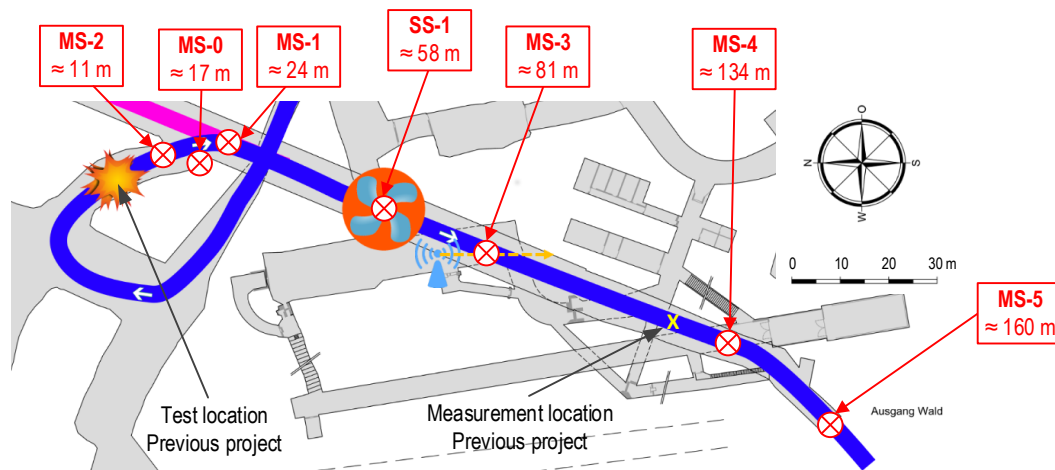 MS-2
≈ 11 m
MS-0
≈ 17 m
MS-1
≈ 24 m
SS-1
≈ 58 m
MS-3
≈ 81 m
MS-4
≈ 134 m
O
N
S
W
0 10 20 30 m
MS-5
≈ 160 m
X
Test location
Previous project
Measurement location
Previous project
Ausgang Wald